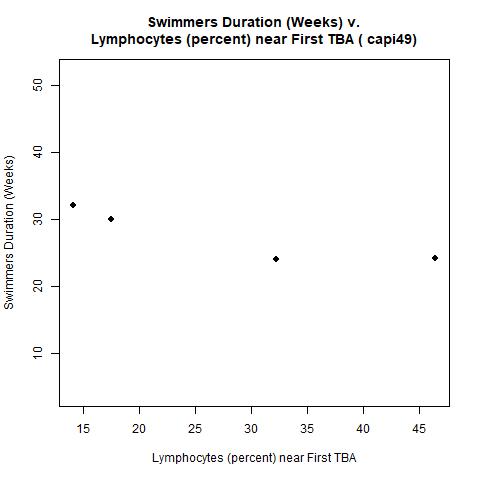 Swimmers Duration (Weeks) v.
Lymphocytes (percent) near First TBA ( capi49)
Swimmers Duration (Weeks)
50
40
30
20
10
15 20 25 30 35 40 45
Lymphocytes (percent) near First TBA